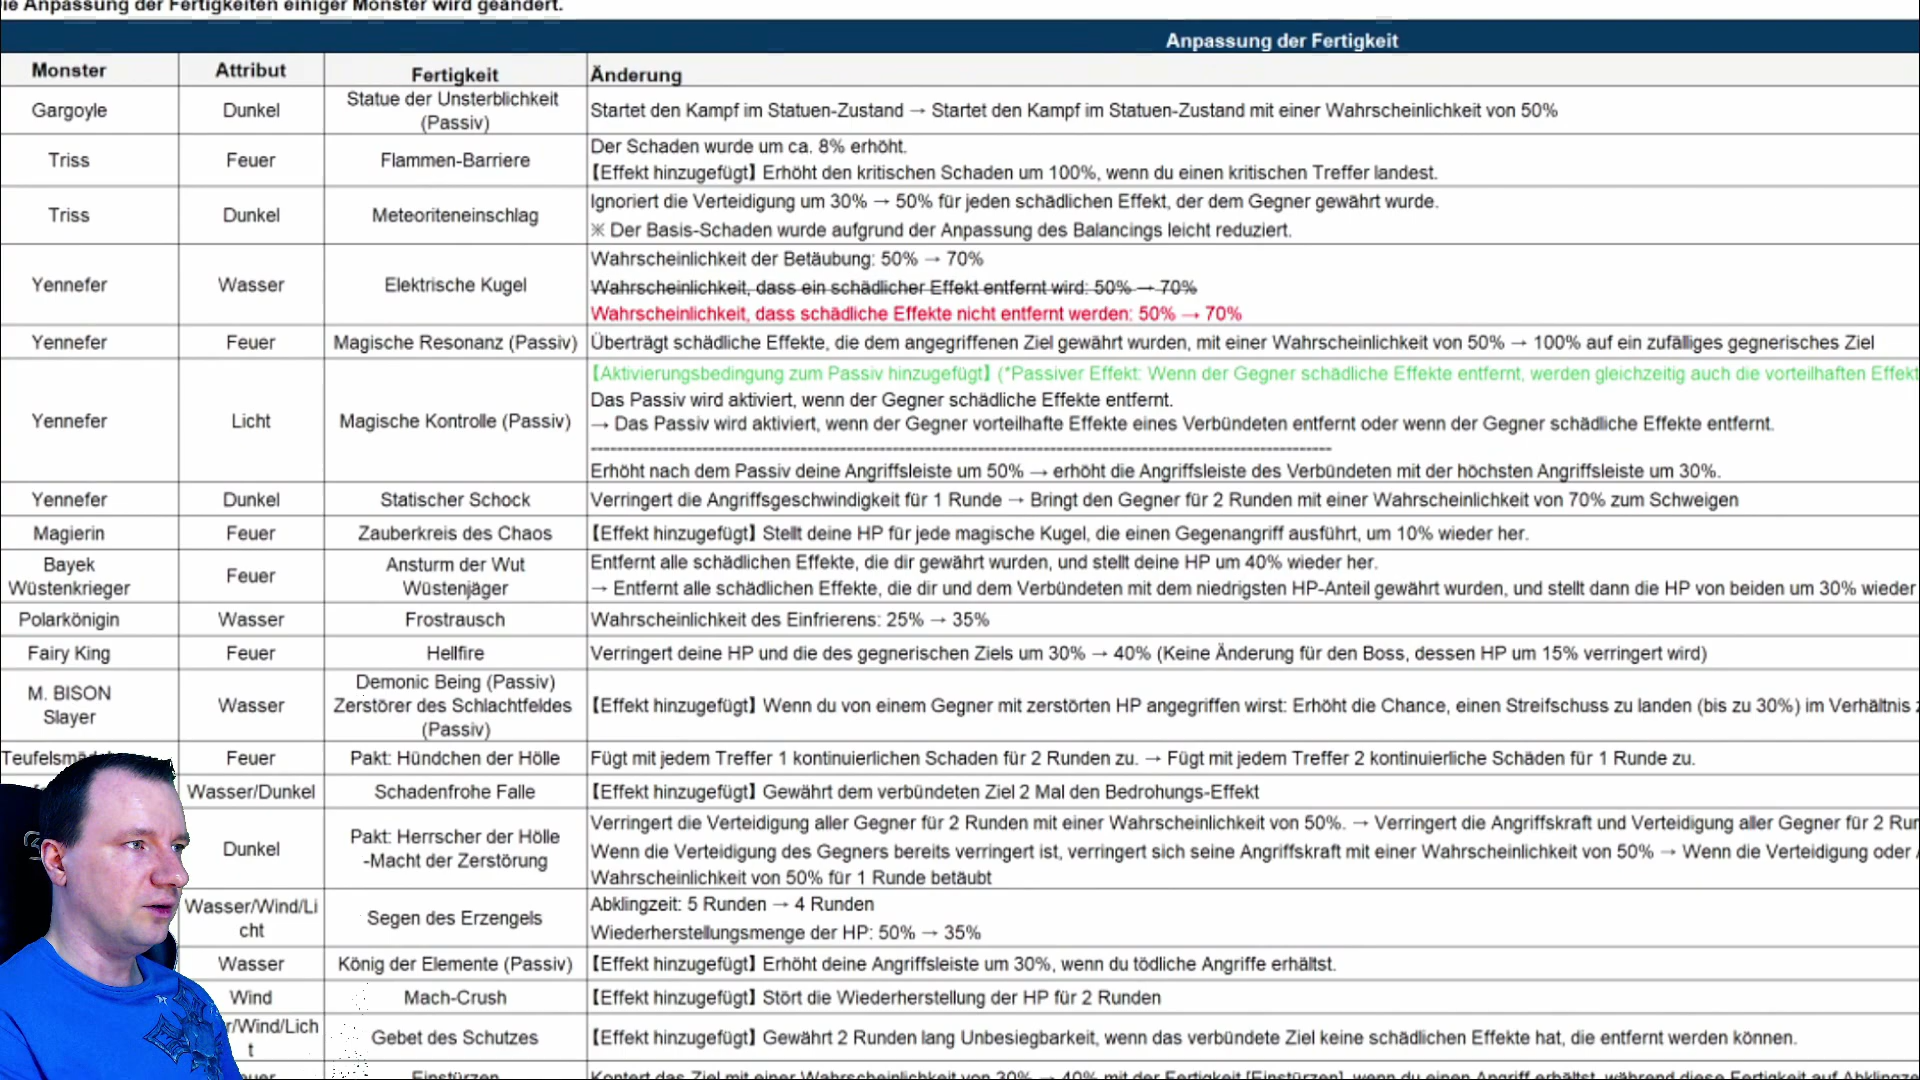 ie Anpassung der Fertigkeiten einiger Monster wird geändert.
Anpassung der Fertigkeit
Monster Attribut Fertigkeit Änderung
Gargoyle Dunkel Statue der Unsterblichkeit
(Passiv)
Startet den Kampf im Statuen-Zustand → Startet den Kampf im Statuen-Zustand mit einer Wahrscheinlichkeit von 50%
Triss Feuer Flammen-Barriere
Der Schaden wurde um ca. 8% erhöht.
【Effekt hinzugefügt】 Erhöht den kritischen Schaden um 100%, wenn du einen kritischen Treffer landest.
Triss Dunkel Meteoriteneinschlag
Ignoriert die Verteidigung um 30% → 50% für jeden schädlichen Effekt, der dem Gegner gewährt wurde.
※ Der Basis-Schaden wurde aufgrund der Anpassung des Balancings leicht reduziert.
Yennefer Wasser Elektrische Kugel
Wahrscheinlichkeit der Betäubung: 50% → 70%
Wahrscheinlichkeit, dass ein schädlicher Effekt entfernt wird: 50% → 70%
Wahrscheinlichkeit, dass schädliche Effekte nicht entfernt werden: 50% → 70%
Yennefer Feuer Magische Resonanz (Passiv) Überträgt schädliche Effekte, die dem angegriffenen Ziel gewährt wurden, mit einer Wahrscheinlichkeit von 50% → 100% auf ein zufälliges gegnerisches Ziel
Yennefer Licht Magische Kontrolle (Passiv)
【Aktivierungsbedingung zum Passiv hinzugefügt】 (*Passiver Effekt: Wenn der Gegner schädliche Effekte entfernt, werden gleichzeitig auch die vorteilhaften Effekt
Das Passiv wird aktiviert, wenn der Gegner schädliche Effekte entfernt.
→ Das Passiv wird aktiviert, wenn der Gegner vorteilhafte Effekte eines Verbündeten entfernt oder wenn der Gegner schädliche Effekte entfernt.
Erhöht nach dem Passiv deine Angriffsleiste um 50% → erhöht die Angriffsleiste des Verbündeten mit der höchsten Angriffsleiste um 30%.
Yennefer Dunkel Statischer Schock Verringert die Angriffsgeschwindigkeit für 1 Runde → Bringt den Gegner für 2 Runden mit einer Wahrscheinlichkeit von 70% zum Schweigen
Magierin Feuer Zauberkreis des Chaos 【Effekt hinzugefügt】 Stellt deine HP für jede magische Kugel, die einen Gegenangriff ausführt, um 10% wieder her.
Bayek
Wüstenkrieger
Feuer
Ansturm der Wut
Wüstenjäger
Entfernt alle schädlichen Effekte, die dir gewährt wurden, und stellt deine HP um 40% wieder her.
→ Entfernt alle schädlichen Effekte, die dir und dem Verbündeten mit dem niedrigsten HP-Anteil gewährt wurden, und stellt dann die HP von beiden um 30% wieder
Polarkönigin Wasser Frostrausch Wahrscheinlichkeit des Einfrierens: 25% → 35%
Fairy King Feuer Hellfire Verringert deine HP und die des gegnerischen Ziels um 30% → 40% (Keine Änderung für den Boss, dessen HP um 15% verringert wird)
M. BISON
Slayer
Wasser
Demonic Being (Passiv)
Zerstörer des Schlachtfeldes
(Passiv)
【Effekt hinzugefügt】 Wenn du von einem Gegner mit zerstörten HP angegriffen wirst: Erhöht die Chance, einen Streifschuss zu landen (bis zu 30%) im Verhältnis
Feuer Pakt: Hündchen der Hölle Fügt mit jedem Treffer 1 kontinuierlichen Schaden für 2 Runden zu. → Fügt mit jedem Treffer 2 kontinuierliche Schäden für 1 Runde zu.
Wasser/Dunkel Schadenfrohe Falle 【Effekt hinzugefügt】 Gewährt dem verbündeten Ziel 2 Mal den Bedrohungs-Effekt
Dunkel
Pakt: Herrscher der Hölle
-Macht der Zerstörung
Verringert die Verteidigung aller Gegner für 2 Runden mit einer Wahrscheinlichkeit von 50%. → Verringert die Angriffskraft und Verteidigung aller Gegner für 2 Run
Wenn die Verteidigung des Gegners bereits verringert ist, verringert sich seine Angriffskraft mit einer Wahrscheinlichkeit von 50% → Wenn die Verteidigung oder
Wahrscheinlichkeit von 50% für 1 Runde betäubt
Wasser/Wind/Li
cht
Segen des Erzengels
Abklingzeit: 5 Runden → 4 Runden
Wiederherstellungsmenge der HP: 50% → 35%
Wasser König der Elemente (Passiv) 【Effekt hinzugefügt】 Erhöht deine Angriffsleiste um 30%, wenn du tödliche Angriffe erhältst.
Wind Mach-Crush 【Effekt hinzugefügt】 Stört die Wiederherstellung der HP für 2 Runden
r/Wind/Lich
t
Gebet des Schutzes 【Effekt hinzugefügt】 Gewährt 2 Runden lang Unbesiegbarkeit, wenn das verbündete Ziel keine schädlichen Effekte hat, die entfernt werden können.
Einstürzen Kontert das Ziel mit einer Wahrscheinlichkeit von 30% → 40% mit der Fertigkeit [Einstürzen], wenn du einen Angriff erhältst, während diese Fertigkeit auf